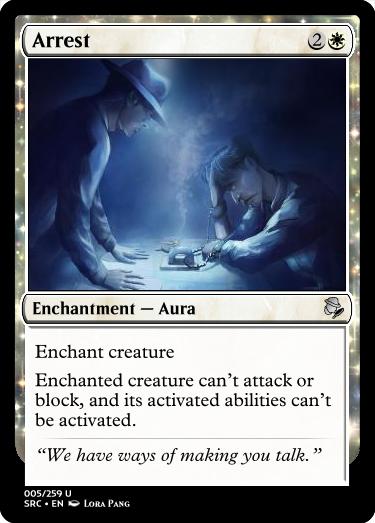 Arrest 2
Enchantment — Aura
Enchant creature
Enchanted creature can't attack or
block, and its activated abilities can't
be activated.
“We have ways of making you talk.”
005/259 U
SRC • EN Lora Pang